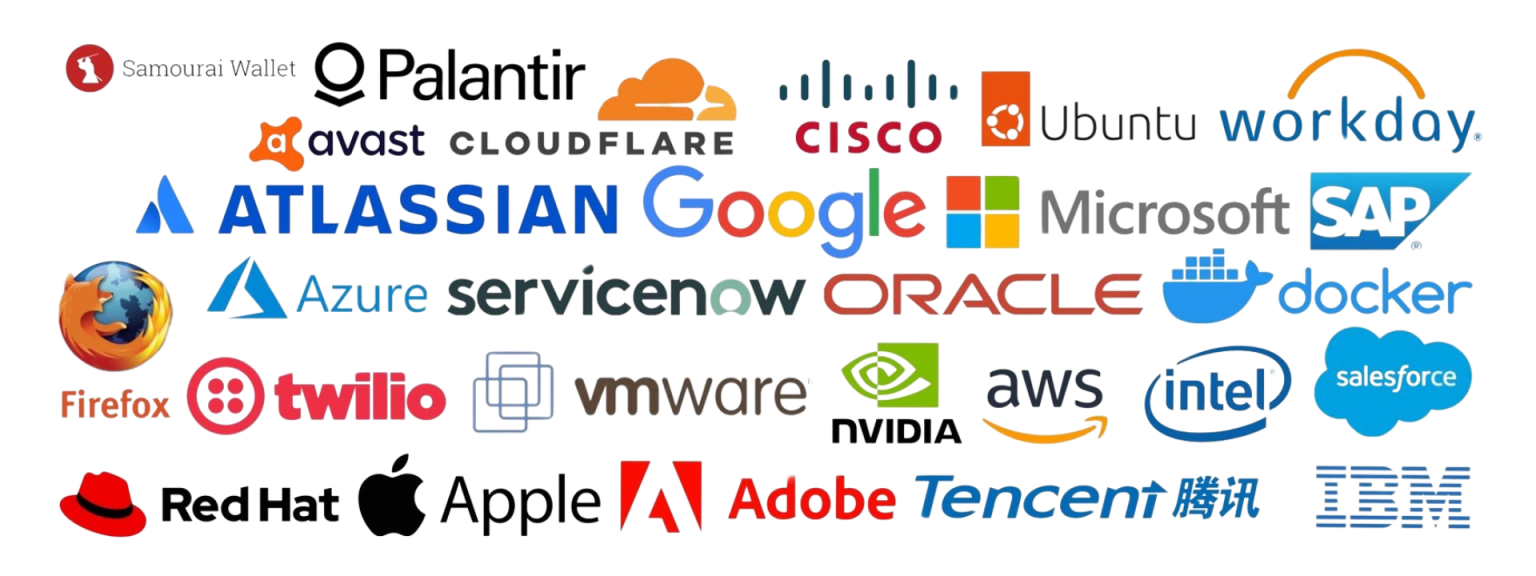 Samourai Wallet
Palantir
avast
CLOUDFLARE
CISCO
Ubuntu
workday®
ATLASSIAN
Google
Microsoft
SAP®
Firefox
Azure
servicenow
ORACLE
docker
twilio
vmware
NVIDIA
aws
intel
salesforce
Red Hat
Apple
Adobe
Tencent 腾讯
IBM